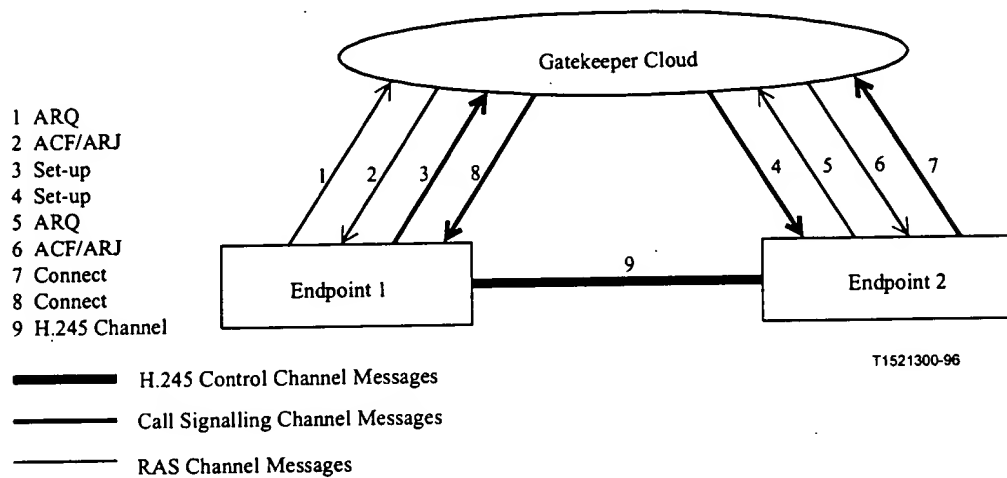 Gatekeeper Cloud
1 ARQ
2 ACF/ARJ
3 Set-up
4 Set-up
5 ARQ
6 ACF/ARJ
7 Connect
8 Connect
9 H.245 Channel
1
2
3
8
4
5
6
7
9
Endpoint 1
Endpoint 2
T1521300-96
H.245 Control Channel Messages
Call Signalling Channel Messages
RAS Channel Messages